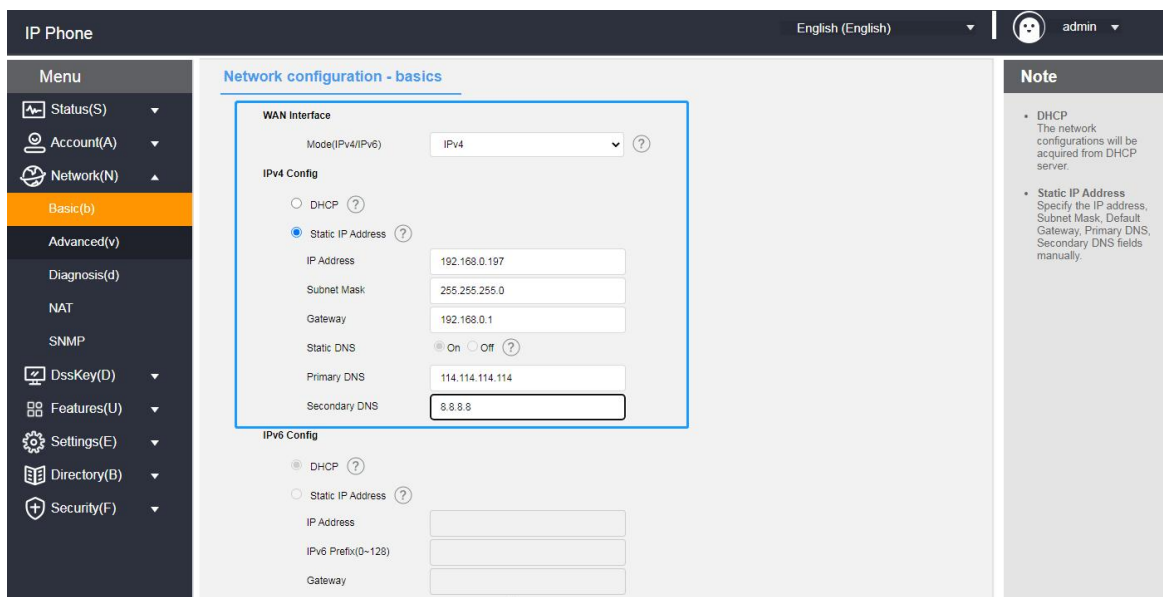 IP Phone
English (English)
admin
Menu
Status(S)
Account(A)
Network(N)
Basic(b)
Advanced(v)
Diagnosis(d)
NAT
SNMP
DssKey(D)
Features(U)
Settings(E)
Directory(B)
Security(F)
Network configuration - basics
WAN Interface
Mode(IPv4/IPv6) IPv4 ?
IPv4 Config
DHCP ?
Static IP Address ?
IP Address 192.168.0.197
Subnet Mask 255.255.255.0
Gateway 192.168.0.1
Static DNS On Off ?
Primary DNS 114.114.114.114
Secondary DNS 8.8.8.8
IPv6 Config
DHCP ?
Static IP Address ?
IP Address
IPv6 Prefix(0~128)
Gateway
Note
• DHCP
The network
configurations will be
acquired from DHCP
server.
• Static IP Address
Specify the IP address,
Subnet Mask, Default
Gateway, Primary DNS,
Secondary DNS fields
manually.